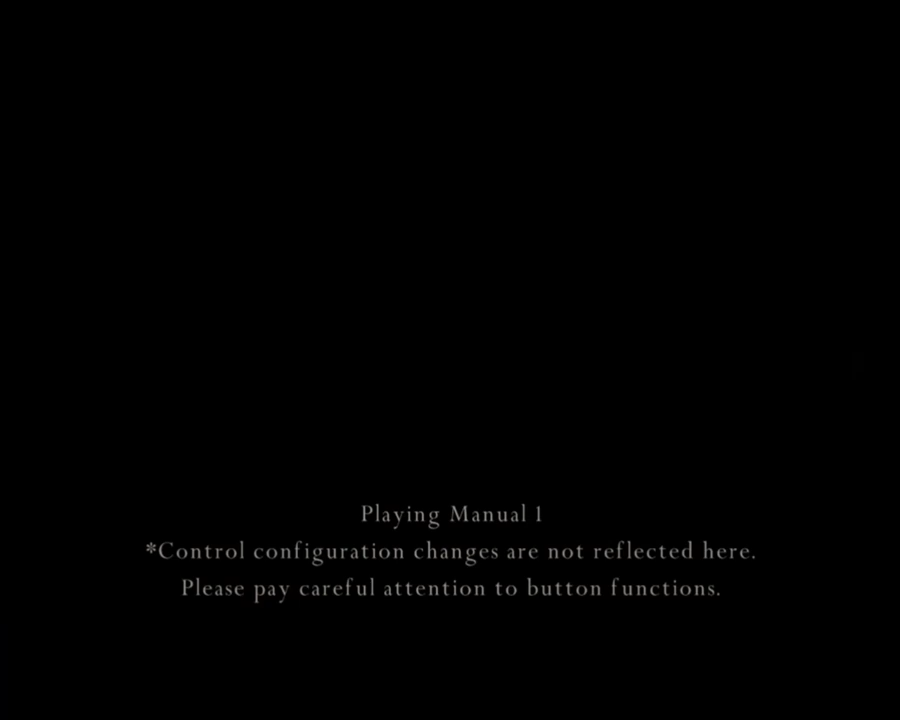 Playing Manual 1
*Control configuration changes are not reflected here.
Please pay careful attention to button functions.